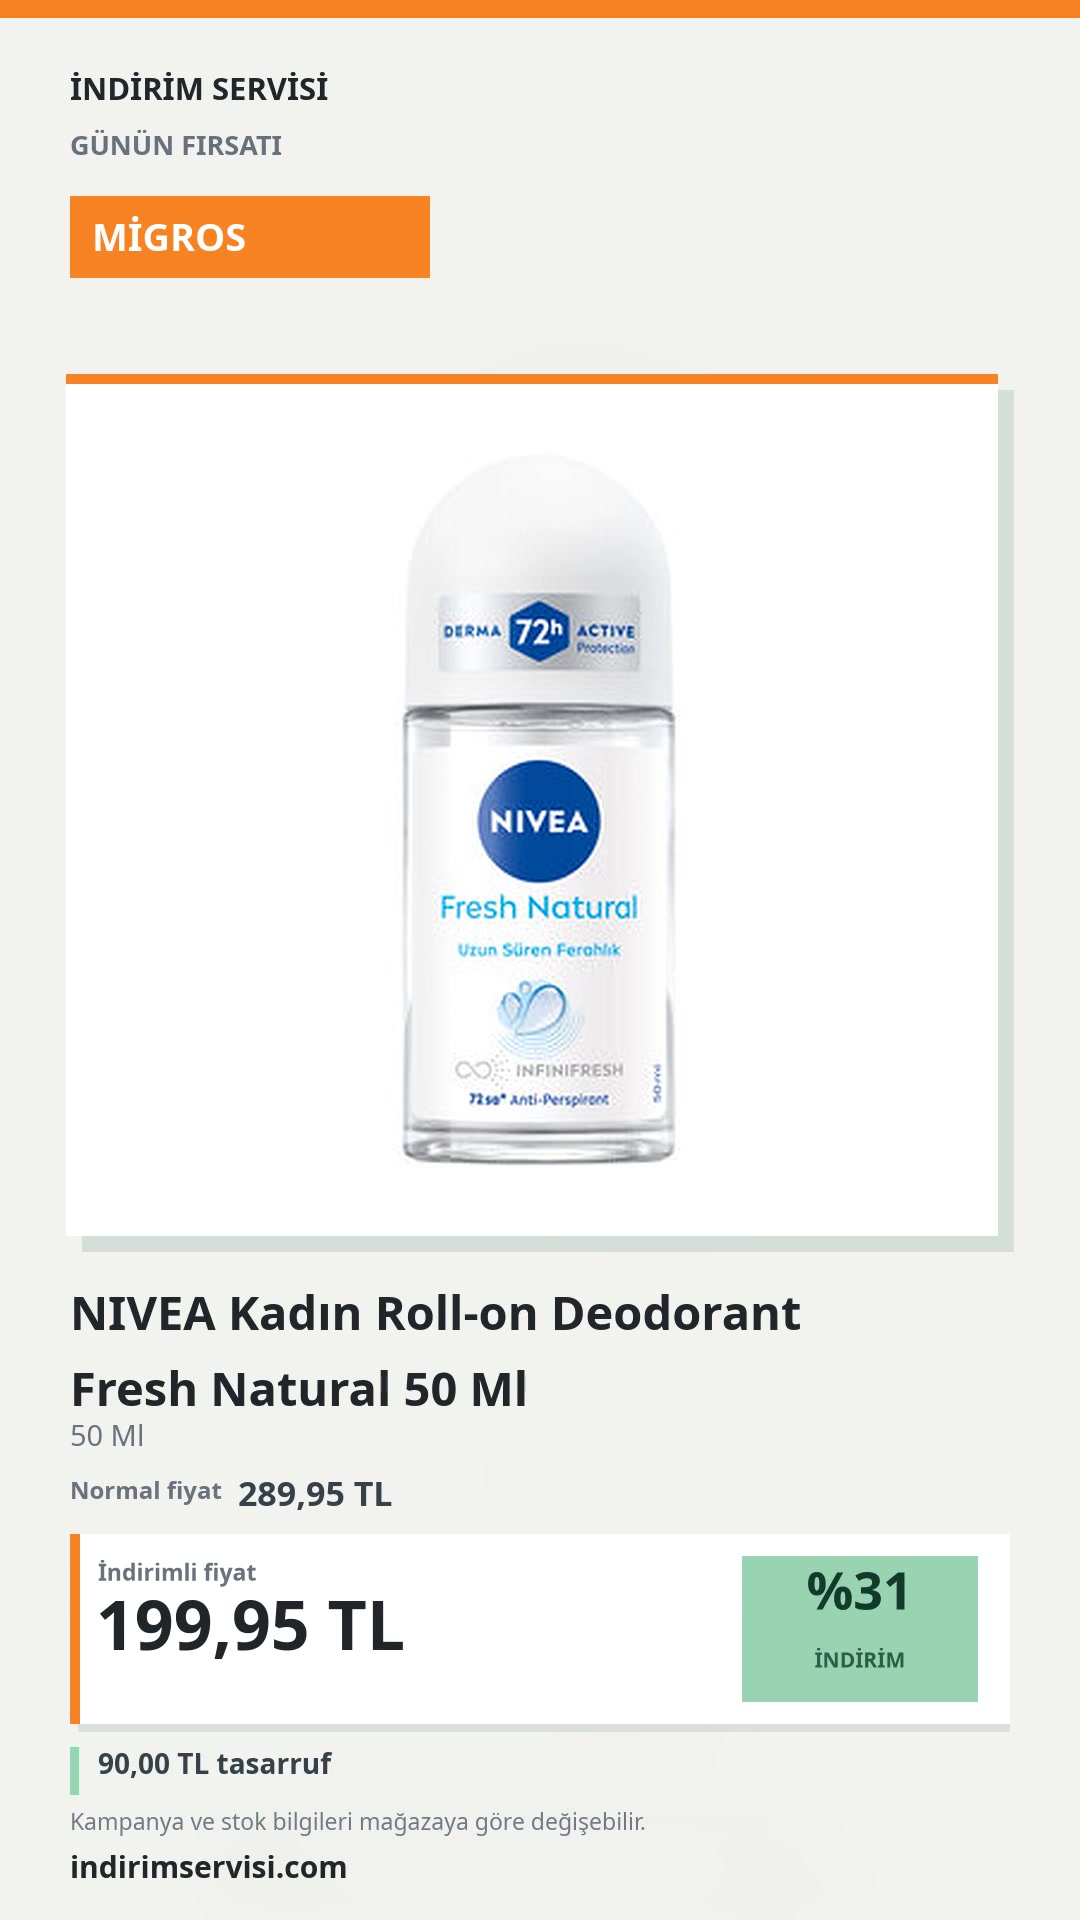 İNDİRİM SERVİSİ
GÜNÜN FIRSATI
MİGROS
DERMA 72h ACTIVE
Protection
NIVEA
Fresh Natural
Uzun Süren Ferahlık
INFINIFRESH
72sa* Anti-Perspirant
50 ml
NIVEA Kadın Roll-on Deodorant
Fresh Natural 50 Ml
50 Ml
Normal fiyat 289,95 TL
İndirimli fiyat
199,95 TL
%31
İNDİRİM
90,00 TL tasarruf
Kampanya ve stok bilgileri mağazaya göre değişebilir.
indirimservisi.com